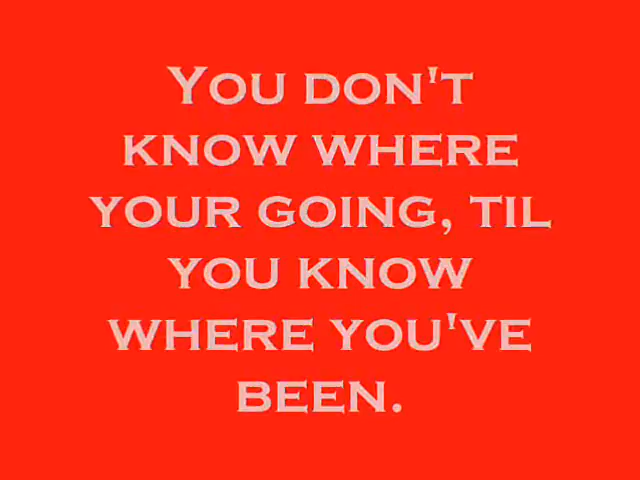 You don't
know where
your going, til
you know
where you've
been.